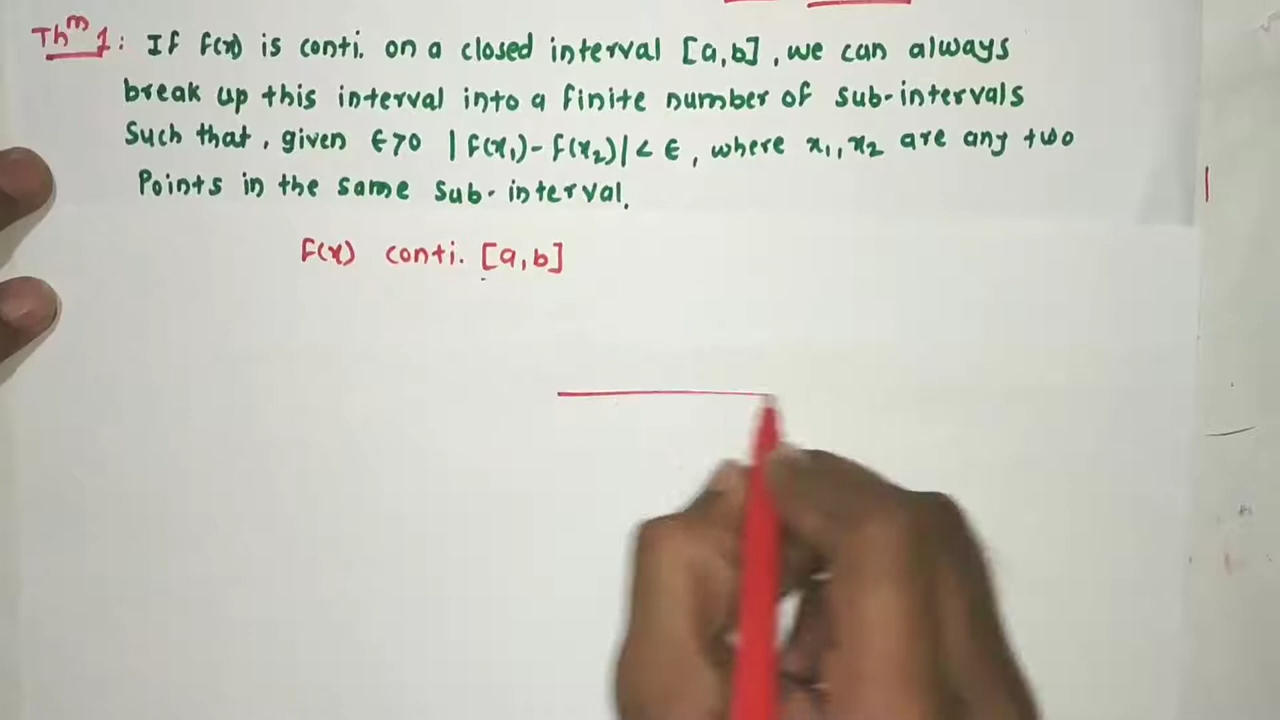 Thᵐ 1: If f(x) is conti. on a closed interval [a,b], we can always
break up this interval into a finite number of sub-intervals
Such that, given ϵ>0 |f(x₁)-f(x₂)|<ϵ, where x₁,x₂ are any two
Points in the same sub-interval.
F(x) conti. [a,b]